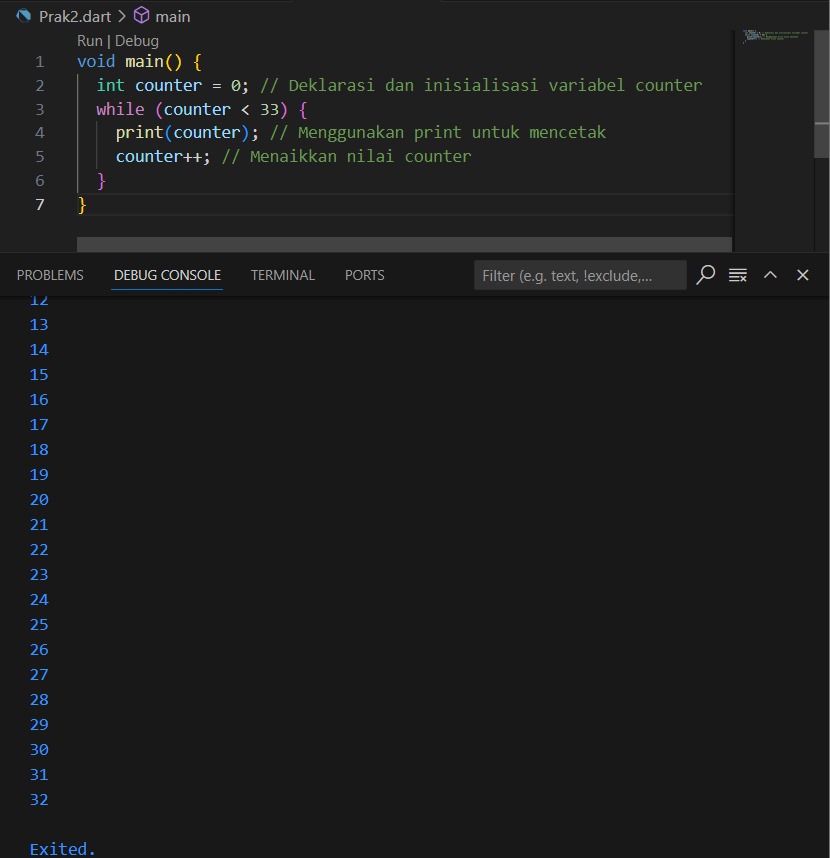 Prak2.dart > main
Run | Debug
1 void main() {
2 int counter = 0; // Deklarasi dan inisialisasi variabel counter
3 while (counter < 33) {
4 print(counter); // Menggunakan print untuk mencetak
5 counter++; // Menaikkan nilai counter
6 }
7 }
PROBLEMS DEBUG CONSOLE TERMINAL PORTS Filter (e.g. text, !exclude,...
12
13
14
15
16
17
18
19
20
21
22
23
24
25
26
27
28
29
30
31
32
Exited.